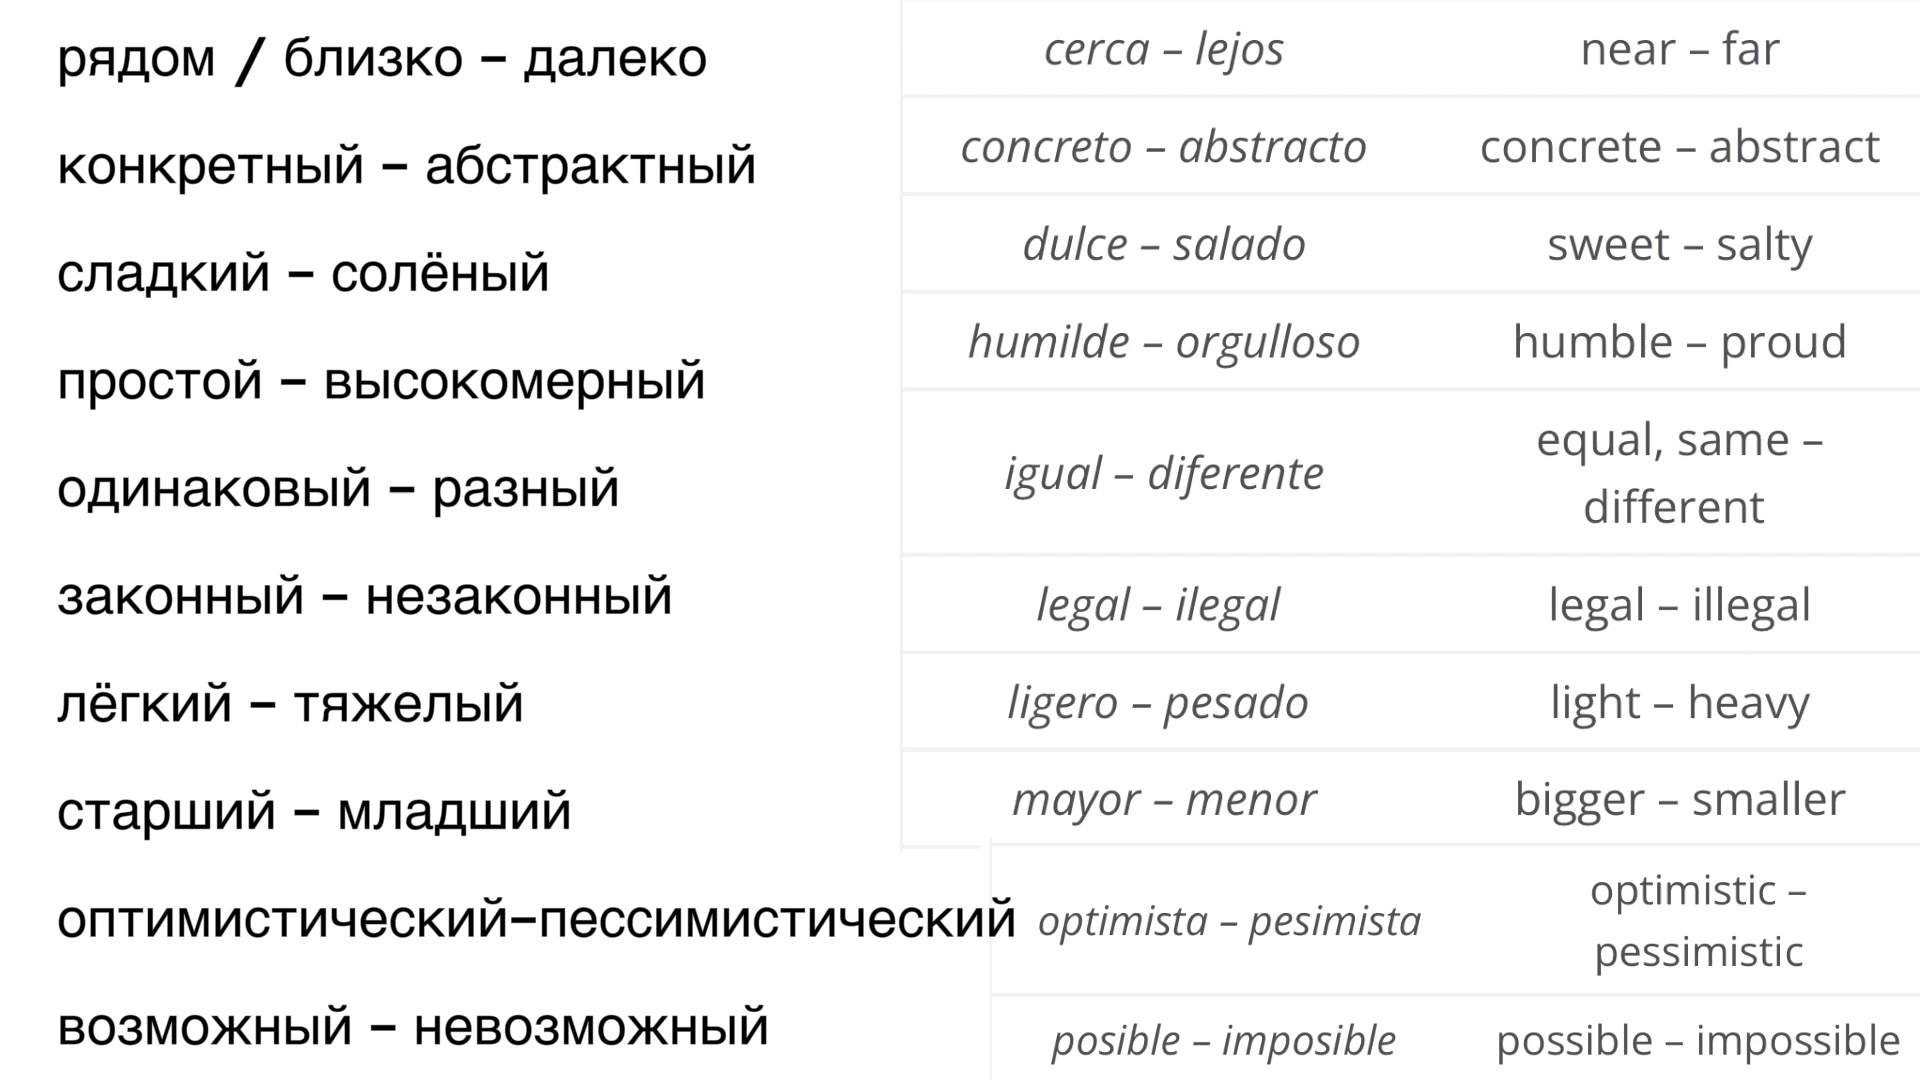 рядом / близко – далеко
cerca – lejos
near – far
конкретный – абстрактный
concreto – abstracto
concrete – abstract
сладкий – солёный
dulce – salado
sweet – salty
простой – высокомерный
humilde – orgulloso
humble – proud
одинаковый – разный
igual – diferente
equal, same –
different
законный – незаконный
legal – ilegal
legal – illegal
лёгкий – тяжелый
ligero – pesado
light – heavy
старший – младший
mayor – menor
bigger – smaller
оптимистический–пессимистический
optimista – pesimista
optimistic –
pessimistic
возможный – невозможный
posible – imposible
possible – impossible